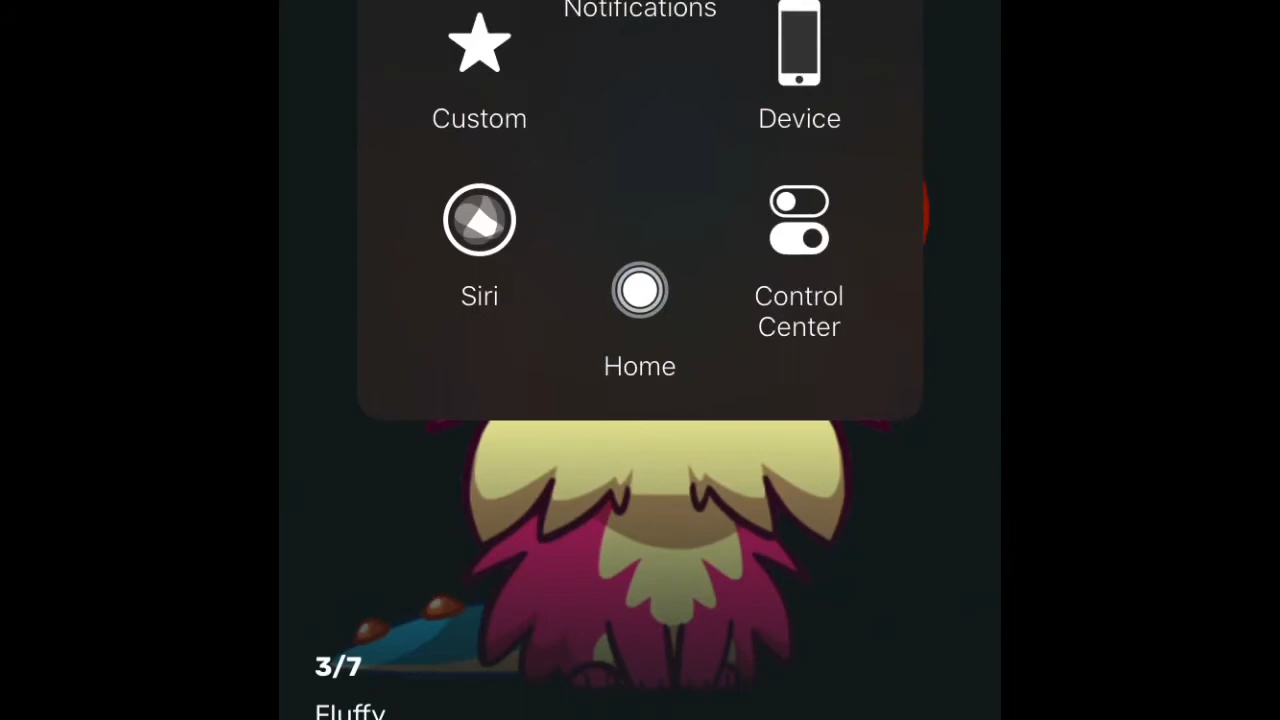 Notifications
Custom
Device
Siri
Control
Center
Home
3/7
Fluffy